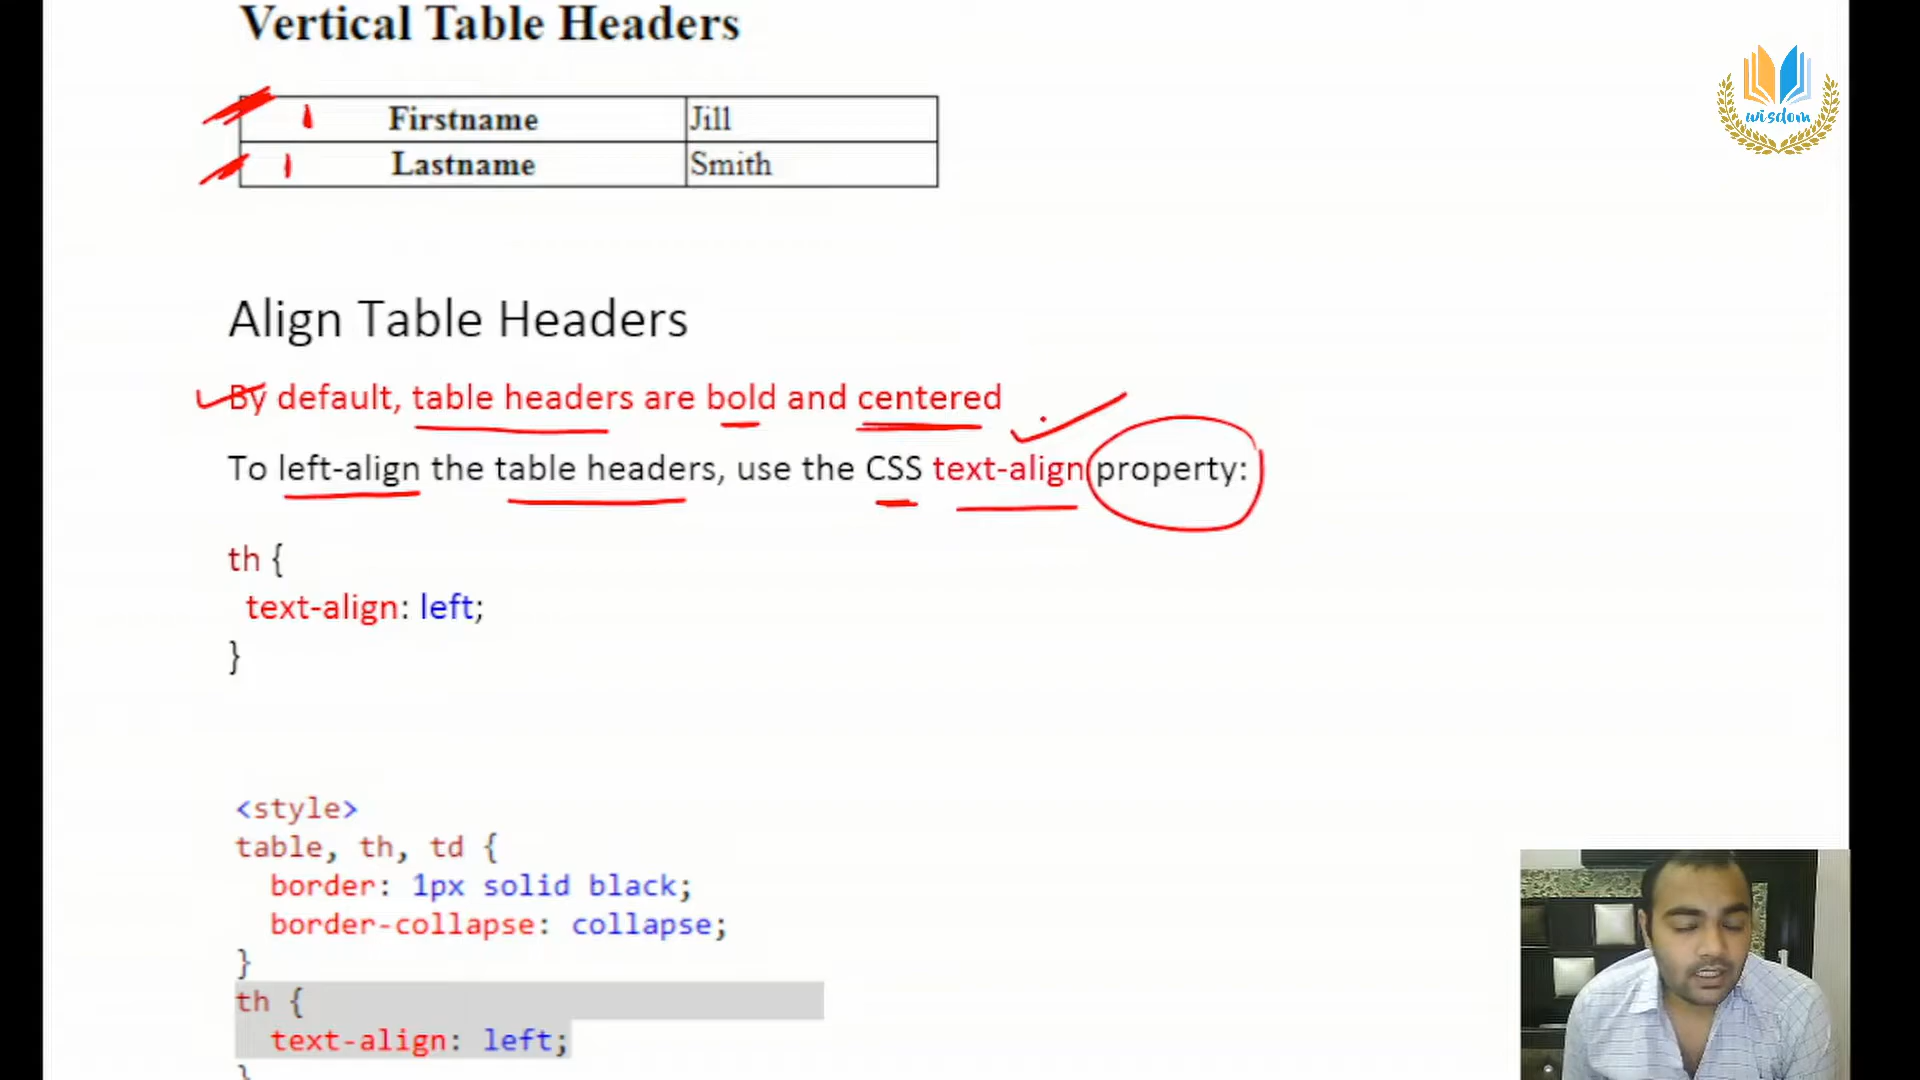 Vertical Table Headers
Firstname Jill
Lastname Smith
wisdom
Align Table Headers
By default, table headers are bold and centered
To left-align the table headers, use the CSS text-align property:
th {
text-align: left;
}
<style>
table, th, td {
border: 1px solid black;
border-collapse: collapse;
}
th {
text-align: left;
}